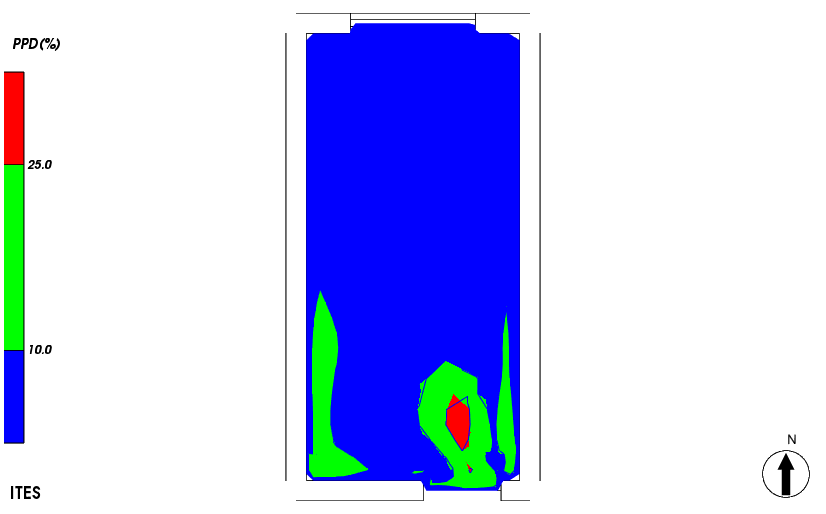 PPD(%)
25.0
10.0
N
ITES